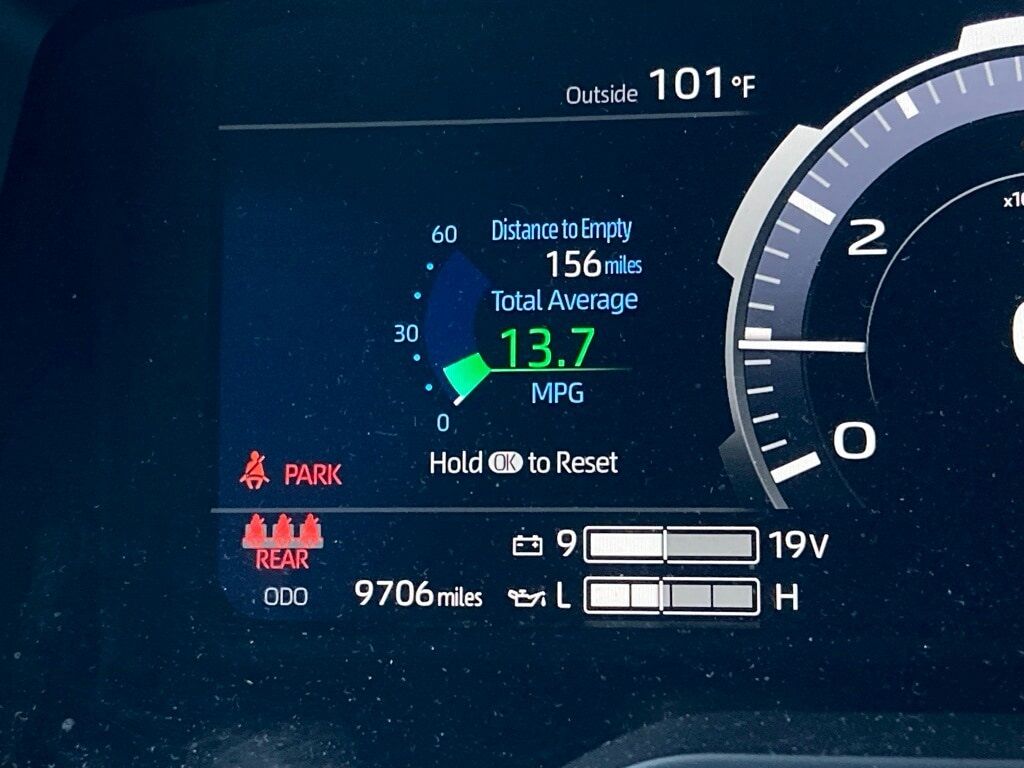 Outside 101°F
60
Distance to Empty
156 miles
Total Average
30
13.7
MPG
0
Hold OK to Reset
PARK
REAR
ODO 9706 miles
9 19V
L H
2
0